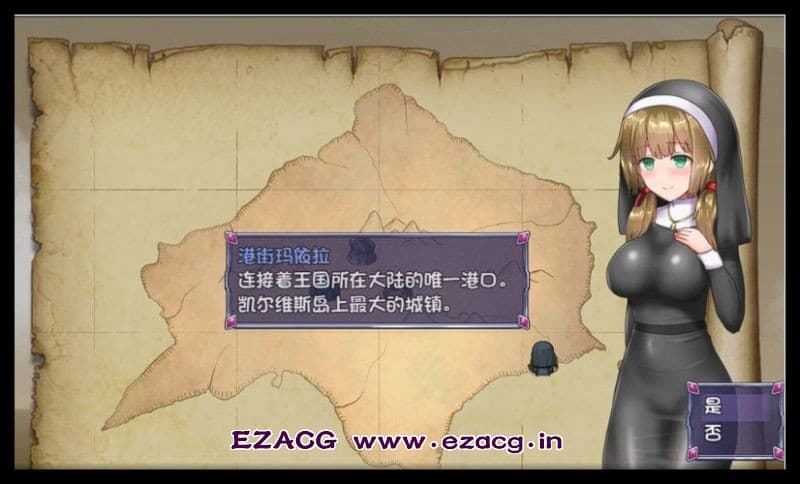 港街玛依拉
连接着王国所在大陆的唯一港口。
凯尔维斯岛上最大的城镇。
是
否
EZACG www.ezacg.in